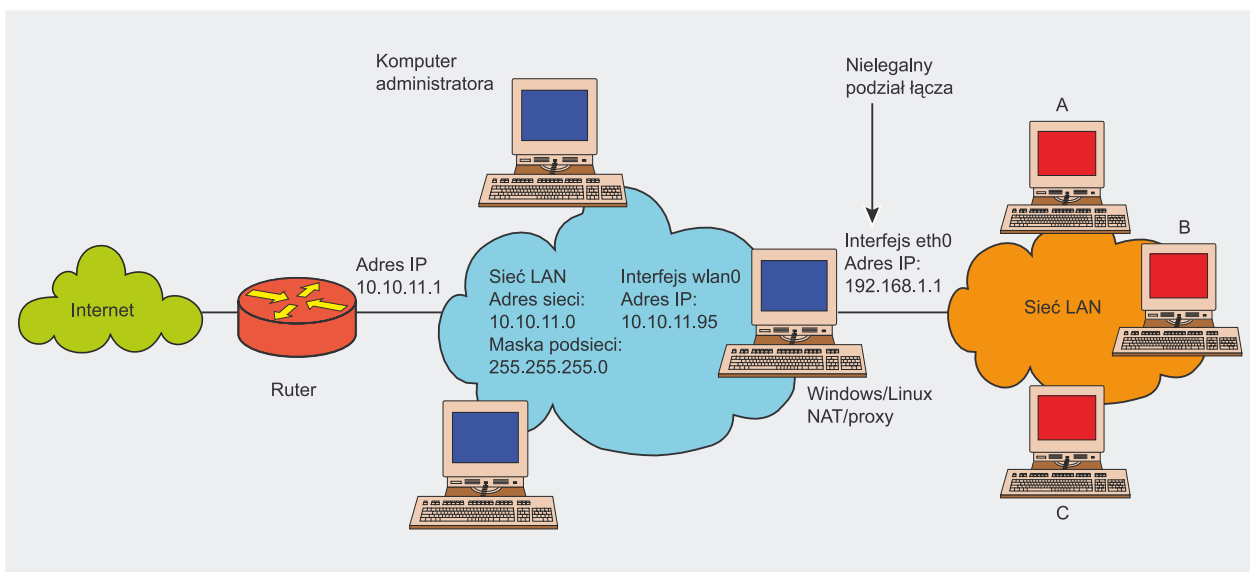 Komputer
administratora
Nielegalny
podział łącza
A
B
Internet
Adres IP
10.10.11.1
Ruter
Sieć LAN
Adres sieci:
10.10.11.0
Maska podsieci:
255.255.255.0
Interfejs wlan0
Adres IP:
10.10.11.95
Interfejs eth0
Adres IP:
192.168.1.1
Windows/Linux
NAT/proxy
Sieć LAN
C